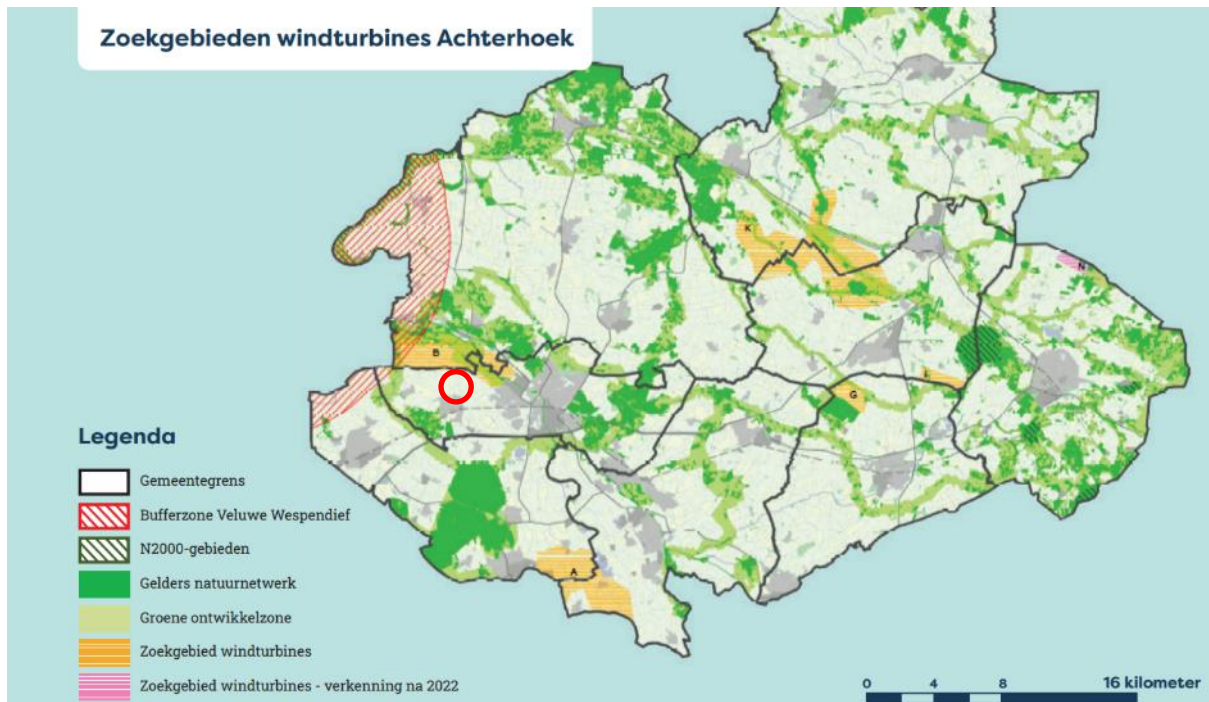 Zoekgebieden windturbines Achterhoek
K
N
B
L
G
A
Legenda
Gemeentegrens
Bufferzone Veluwe Wespendief
N2000-gebieden
Gelders natuurnetwerk
Groene ontwikkelzone
Zoekgebied windturbines
Zoekgebied windturbines - verkenning na 2022
0 4 8 16 kilometer